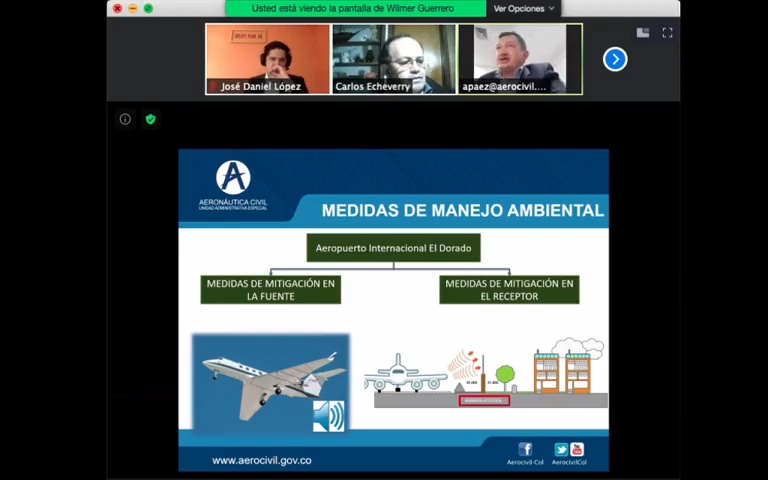 Usted está viendo la pantalla de Wilmer Guerrero
Ver Opciones
José Daniel López
Carlos Echeverry
apaez@aerocivil....
AERONÁUTICA CIVIL
UNIDAD ADMINISTRATIVA ESPECIAL
MEDIDAS DE MANEJO AMBIENTAL
Aeropuerto Internacional El Dorado
MEDIDAS DE MITIGACIÓN EN
LA FUENTE
MEDIDAS DE MITIGACIÓN EN
EL RECEPTOR
www.aerocivil.gov.co
Aerocivil-Col
AerocivilCol